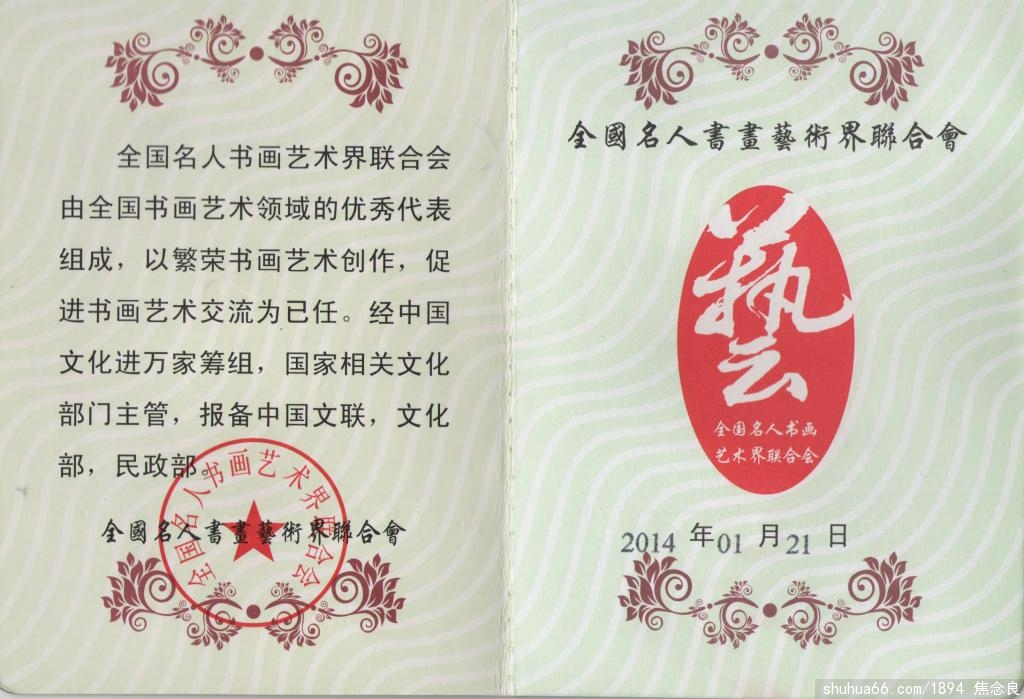 全国名人书画艺术界联合会
由全国书画艺术领域的优秀代表
组成，以繁荣书画艺术创作，促
进书画艺术交流为已任。经中国
文化进万家筹组，国家相关文化
部门主管，报备中国文联，文化
部，民政部。
全國名人書畫藝術界聯合會
全国名人书画艺术界联合会
全國名人書畫藝術界聯合會
藝
全国名人书画
艺术界联合会
2014 年 01 月 21 日
shuhua66.com/1894 焦念良